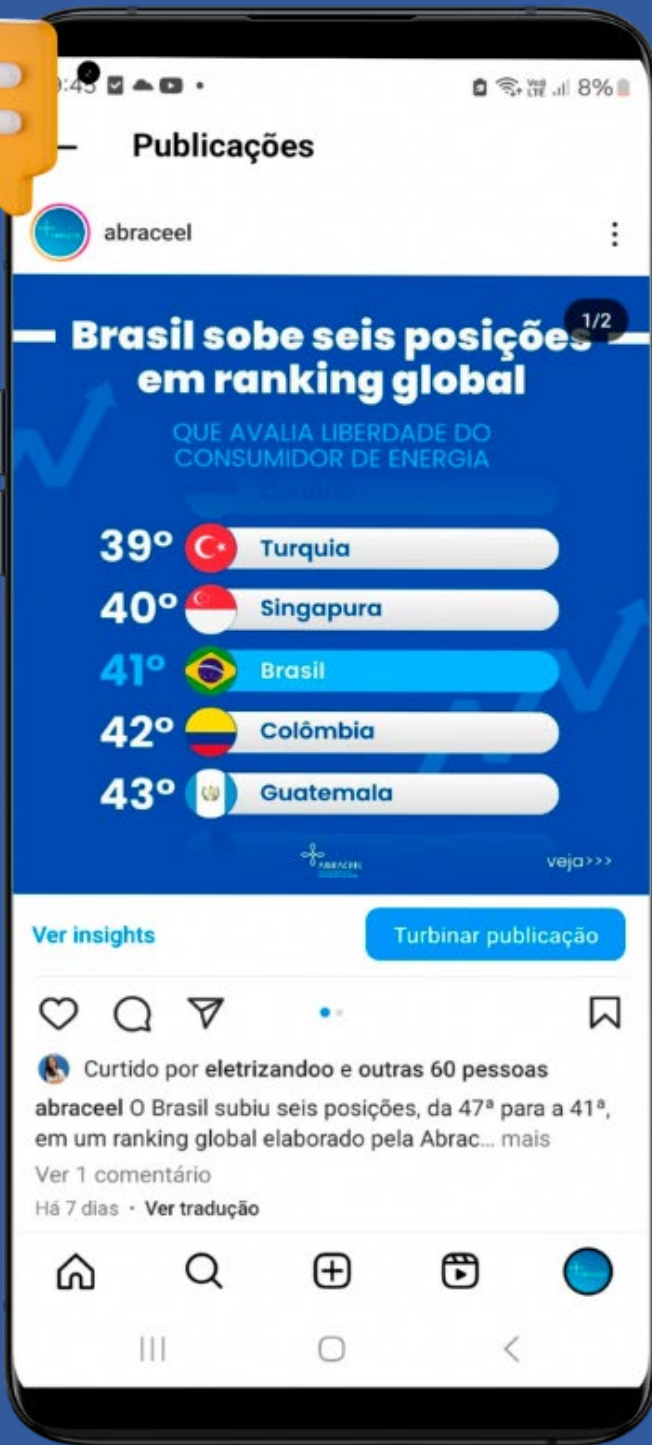 8%
Publicações
abraceel
1/2
Brasil sobe seis posições
em ranking global
QUE AVALIA LIBERDADE DO
CONSUMIDOR DE ENERGIA
39º Turquia
40º Singapura
41º Brasil
42º Colômbia
43º Guatemala
ABRACEEL
veja>>>
Ver insights
Turbinar publicação
Curtido por eletrizandoo e outras 60 pessoas
abraceel O Brasil subiu seis posições, da 47ª para a 41ª,
em um ranking global elaborado pela Abrac... mais
Ver 1 comentário
Há 7 dias • Ver tradução